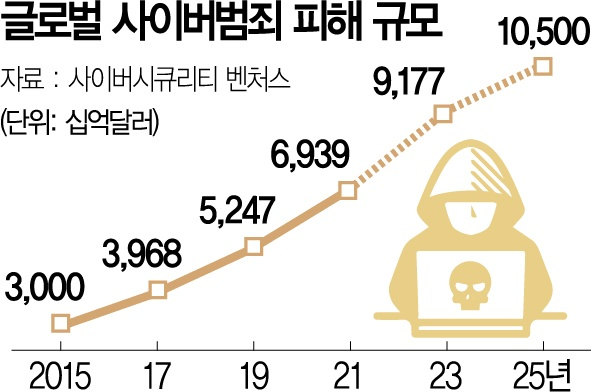 글로벌 사이버범죄 피해 규모
자료 : 사이버시큐리티 벤처스
(단위: 십억달러)
10,500
9,177
6,939
5,247
3,968
3,000
2015 17 19 21 23 25년